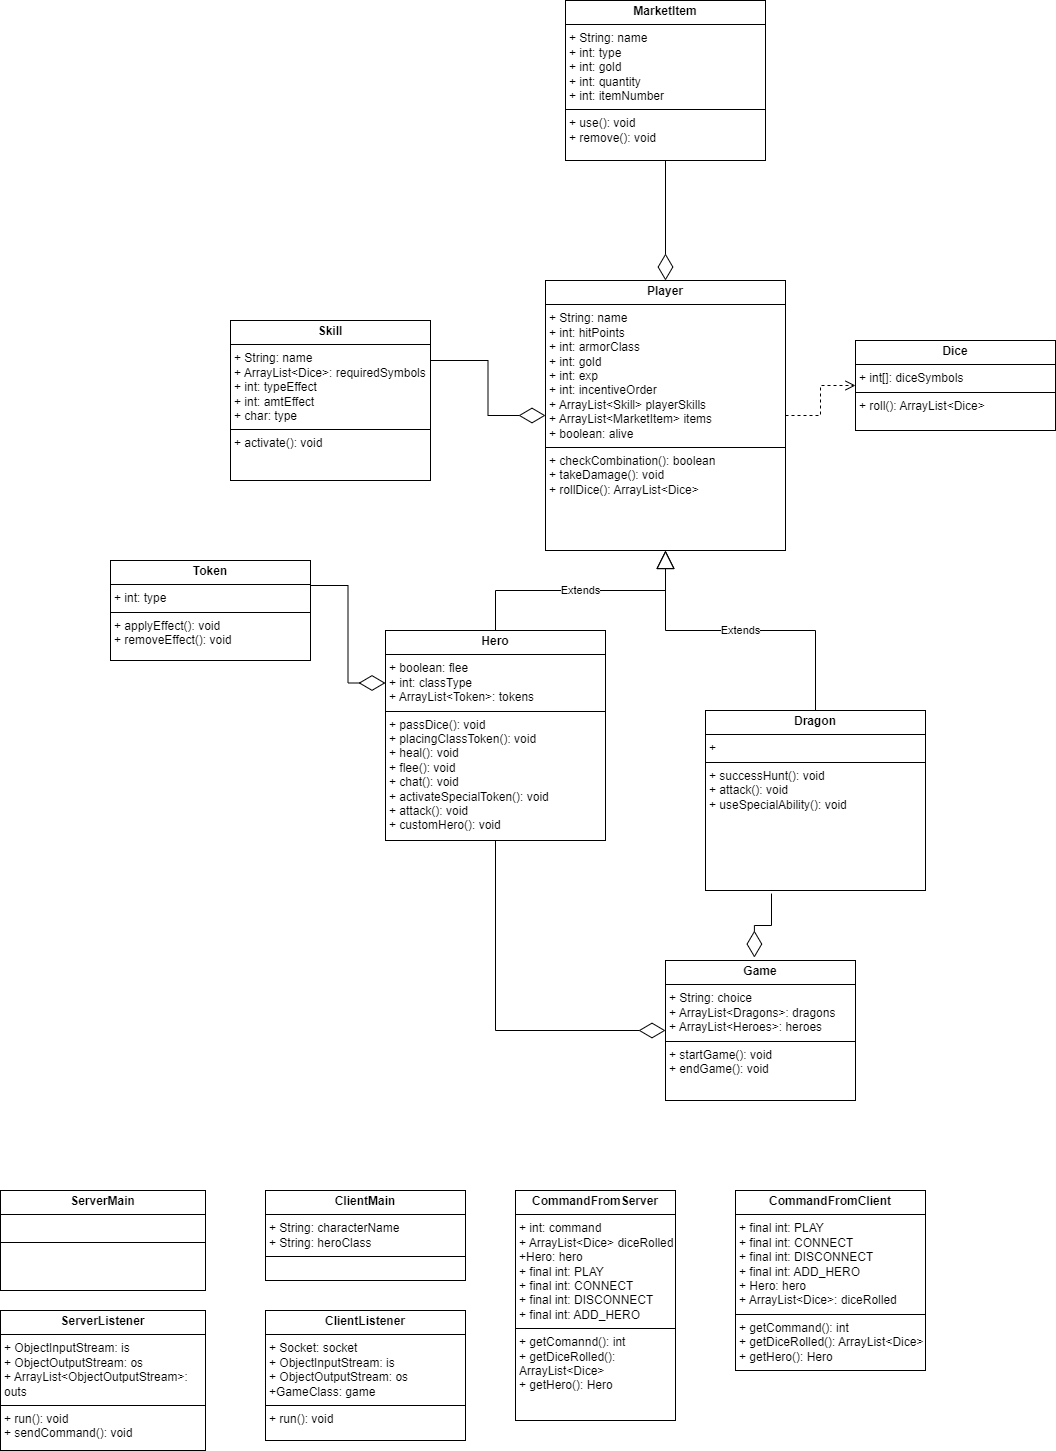 MarketItem
+ String: name
+ int: type
+ int: gold
+ int: quantity
+ int: itemNumber
+ use(): void
+ remove(): void
Player
+ String: name
+ int: hitPoints
+ int: armorClass
+ int: gold
+ int: exp
+ int: incentiveOrder
+ ArrayList<Skill> playerSkills
+ ArrayList<MarketItem> items
+ boolean: alive
+ checkCombination(): boolean
+ takeDamage(): void
+ rollDice(): ArrayList<Dice>
Skill
+ String: name
+ ArrayList<Dice>: requiredSymbols
+ int: typeEffect
+ int: amtEffect
+ char: type
+ activate(): void
Dice
+ int[]: diceSymbols
+ roll(): ArrayList<Dice>
Extends
Extends
Token
+ int: type
+ applyEffect(): void
+ removeEffect(): void
Hero
+ boolean: flee
+ int: classType
+ ArrayList<Token>: tokens
+ passDice(): void
+ placingClassToken(): void
+ heal(): void
+ flee(): void
+ chat(): void
+ activateSpecialToken(): void
+ attack(): void
+ customHero(): void
Dragon
+
+ successHunt(): void
+ attack(): void
+ useSpecialAbility(): void
Game
+ String: choice
+ ArrayList<Dragons>: dragons
+ ArrayList<Heroes>: heroes
+ startGame(): void
+ endGame(): void
ServerMain
ClientMain
+ String: characterName
+ String: heroClass
CommandFromServer
+ int: command
+ ArrayList<Dice> diceRolled
+Hero: hero
+ final int: PLAY
+ final int: CONNECT
+ final int: DISCONNECT
+ final int: ADD_HERO
+ getComannd(): int
+ getDiceRolled():
ArrayList<Dice>
+ getHero(): Hero
CommandFromClient
+ final int: PLAY
+ final int: CONNECT
+ final int: DISCONNECT
+ final int: ADD_HERO
+ Hero: hero
+ ArrayList<Dice>: diceRolled
+ getCommand(): int
+ getDiceRolled(): ArrayList<Dice>
+ getHero(): Hero
ServerListener
+ ObjectInputStream: is
+ ObjectOutputStream: os
+ ArrayList<ObjectOutputStream>:
outs
+ run(): void
+ sendCommand(): void
ClientListener
+ Socket: socket
+ ObjectInputStream: is
+ ObjectOutputStream: os
+GameClass: game
+ run(): void